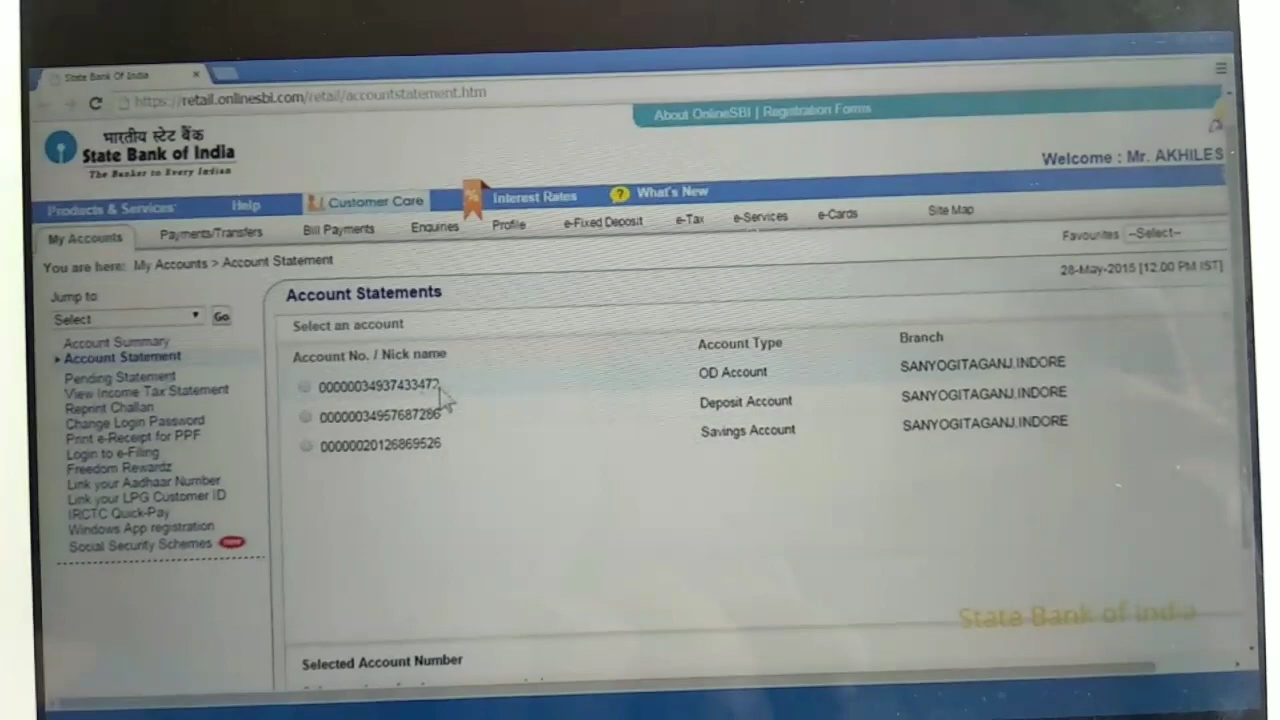 State Bank Of India
https://retail.onlinesbi.com/retail/accountstatement.htm
About OnlineSBI | Registration Forms
भारतीय स्टेट बैंक
State Bank of India
The Banker to Every Indian
Welcome : Mr. AKHILES
Products & Services Help Customer Care % Interest Rates ? What's New
My Accounts Payments/Transfers Bill Payments Enquiries Profile e-Fixed Deposit e-Tax e-Services e-Cards Site Map
Favourites --Select--
You are here: My Accounts > Account Statement
28-May-2015 [12:00 PM IST]
Jump to
Select Go
Account Summary
Account Statement
Pending Statement
View Income Tax Statement
Reprint Challan
Change Login Password
Print e-Receipt for PPF
Login to e-Filing
Freedom Rewardz
Link your Aadhaar Number
Link your LPG Customer ID
IRCTC Quick-Pay
Windows App registration
Social Security Schemes new
Account Statements
Select an account
Account No. / Nick name Account Type Branch
00000034937433472 OD Account SANYOGITAGANJ,INDORE
00000034957687286 Deposit Account SANYOGITAGANJ,INDORE
00000020126869526 Savings Account SANYOGITAGANJ,INDORE
State Bank of india
Selected Account Number